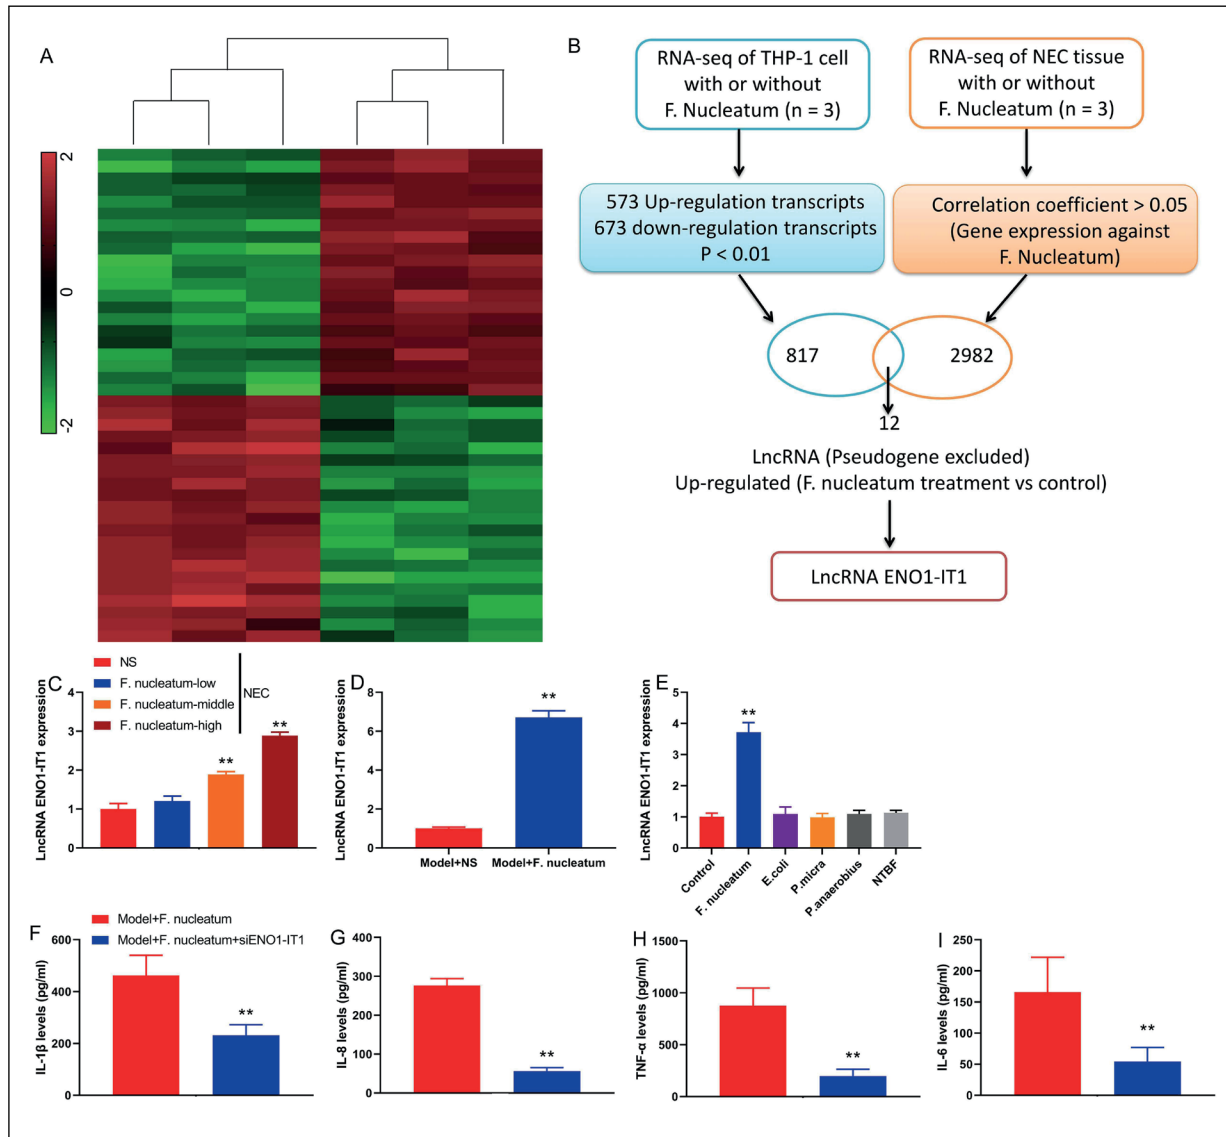 A
2
0
-2
B
RNA-seq of THP-1 cell
with or without
F. Nucleatum (n = 3)
RNA-seq of NEC tissue
with or without
F. Nucleatum (n = 3)
573 Up-regulation transcripts
673 down-regulation transcripts
P < 0.01
Correlation coefficient > 0.05
(Gene expression against
F. Nucleatum)
817
2982
12
LncRNA (Pseudogene excluded)
Up-regulated (F. nucleatum treatment vs control)
LncRNA ENO1-IT1
C
NS
F. nucleatum-low
F. nucleatum-middle
F. nucleatum-high
NEC
LncRNA ENO1-IT1 expression
4
3
2
1
0
**
**
D
LncRNA ENO1-IT1 expression
8
6
4
2
0
**
Model+NS
Model+F. nucleatum
E
LncRNA ENO1-IT1 expression
5
4
3
2
1
0
**
Control
F. nucleatum
E.coli
P.micra
P.anaerobius
NTBF
F
Model+F. nucleatum
Model+F. nucleatum+siENO1-IT1
IL-1β levels (pg/ml)
600
400
200
0
**
G
IL-8 levels (pg/ml)
400
300
200
100
0
**
H
TNF-α levels (pg/ml)
1500
1000
500
0
**
I
IL-6 levels (pg/ml)
250
200
150
100
50
0
**